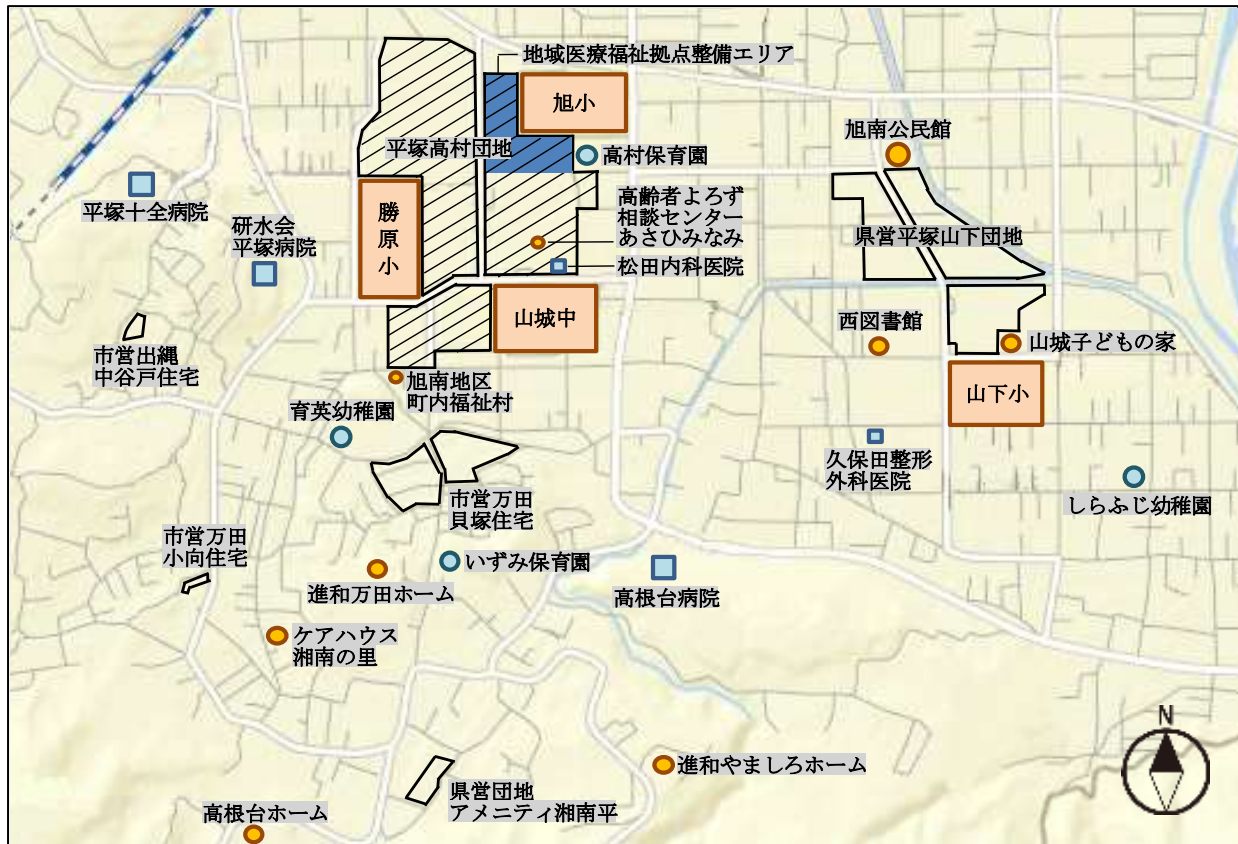 地域医療福祉拠点整備エリア
旭小
旭南公民館
平塚高村団地
高村保育園
平塚十全病院
研水会
平塚病院
勝原小
高齢者よろず
相談センター
あさひみなみ
松田内科医院
県営平塚山下団地
山城中
西図書館
山城子どもの家
市営出縄
中谷戸住宅
旭南地区
町内福祉村
山下小
育英幼稚園
久保田整形
外科医院
しらふじ幼稚園
市営万田
貝塚住宅
市営万田
小向住宅
いずみ保育園
進和万田ホーム
高根台病院
ケアハウス
湘南の里
N
進和やましろホーム
県営団地
アメニティ湘南平
高根台ホーム